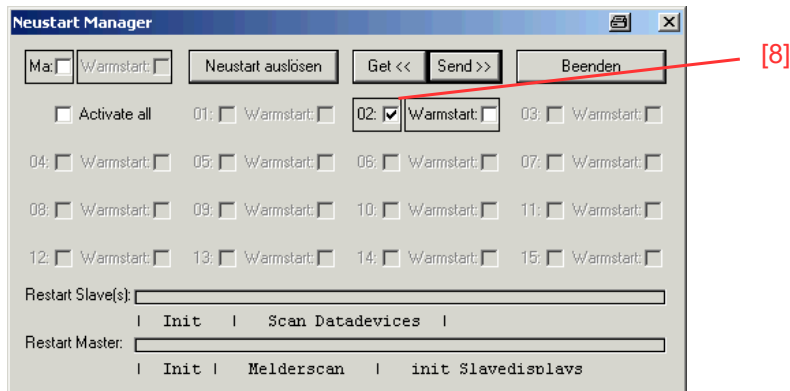 Neustart Manager
Ma: Warmstart: Neustart auslösen Get << Send >> Beenden
[8]
Activate all 01: Warmstart: 02: Warmstart: 03: Warmstart:
04: Warmstart: 05: Warmstart: 06: Warmstart: 07: Warmstart:
08: Warmstart: 09: Warmstart: 10: Warmstart: 11: Warmstart:
12: Warmstart: 13: Warmstart: 14: Warmstart: 15: Warmstart:
Restart Slave(s):
| Init | Scan Datadevices |
Restart Master:
| Init | Melderscan | init Slavedisplays